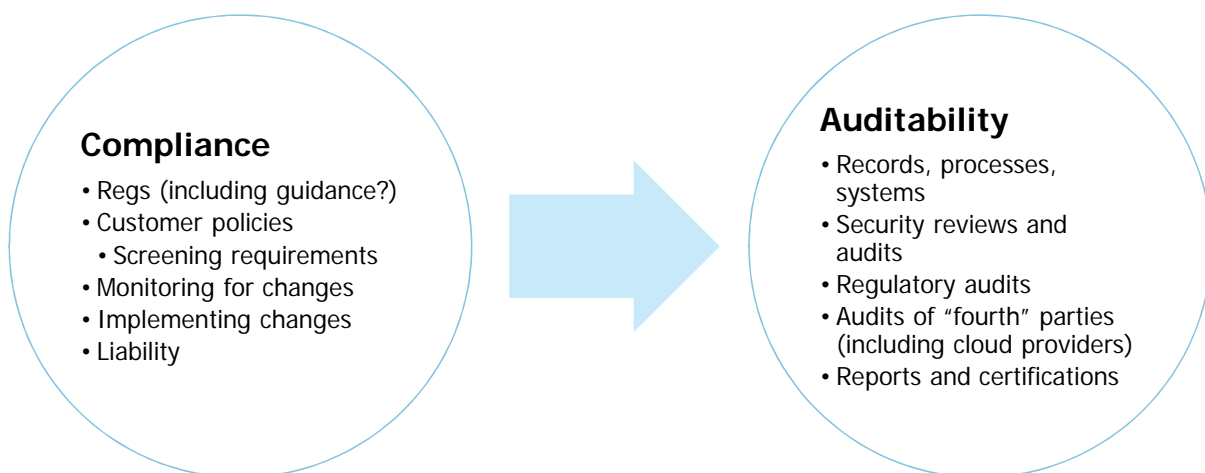 Compliance
• Regs (including guidance?)
• Customer policies
• Screening requirements
• Monitoring for changes
• Implementing changes
• Liability
Auditability
• Records, processes,
systems
• Security reviews and
audits
• Regulatory audits
• Audits of “fourth” parties
(including cloud providers)
• Reports and certifications